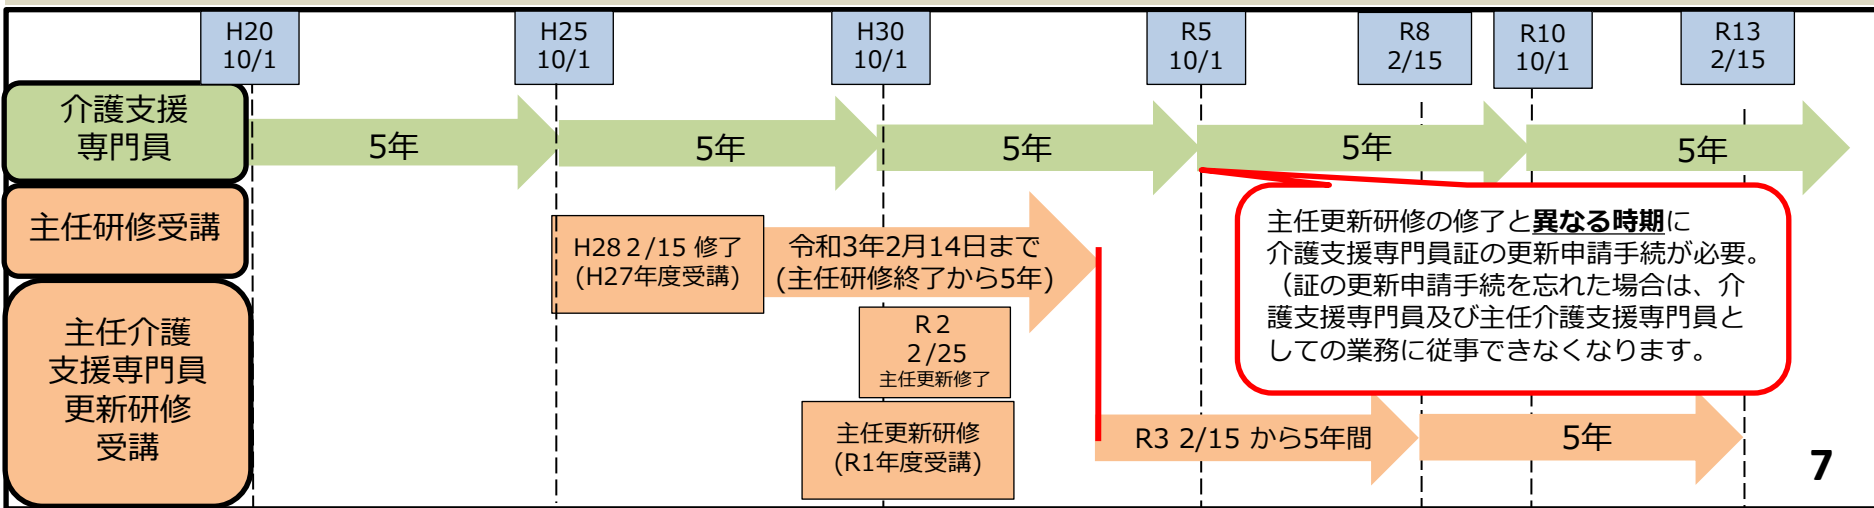 H20
10/1
H25
10/1
H30
10/1
R5
10/1
R8
2/15
R10
10/1
R13
2/15
介護支援
専門員
5年
5年
5年
5年
5年
主任研修受講
H28 2/15 修了
(H27年度受講)
令和3年2月14日まで
(主任研修終了から5年)
主任更新研修の修了と異なる時期に
介護支援専門員証の更新申請手続が必要。
（証の更新申請手続を忘れた場合は、介
護支援専門員及び主任介護支援専門員と
しての業務に従事できなくなります。
主任介護
支援専門員
更新研修
受講
R2
2/25
主任更新修了
主任更新研修
(R1年度受講)
R3 2/15 から5年間
5年
7